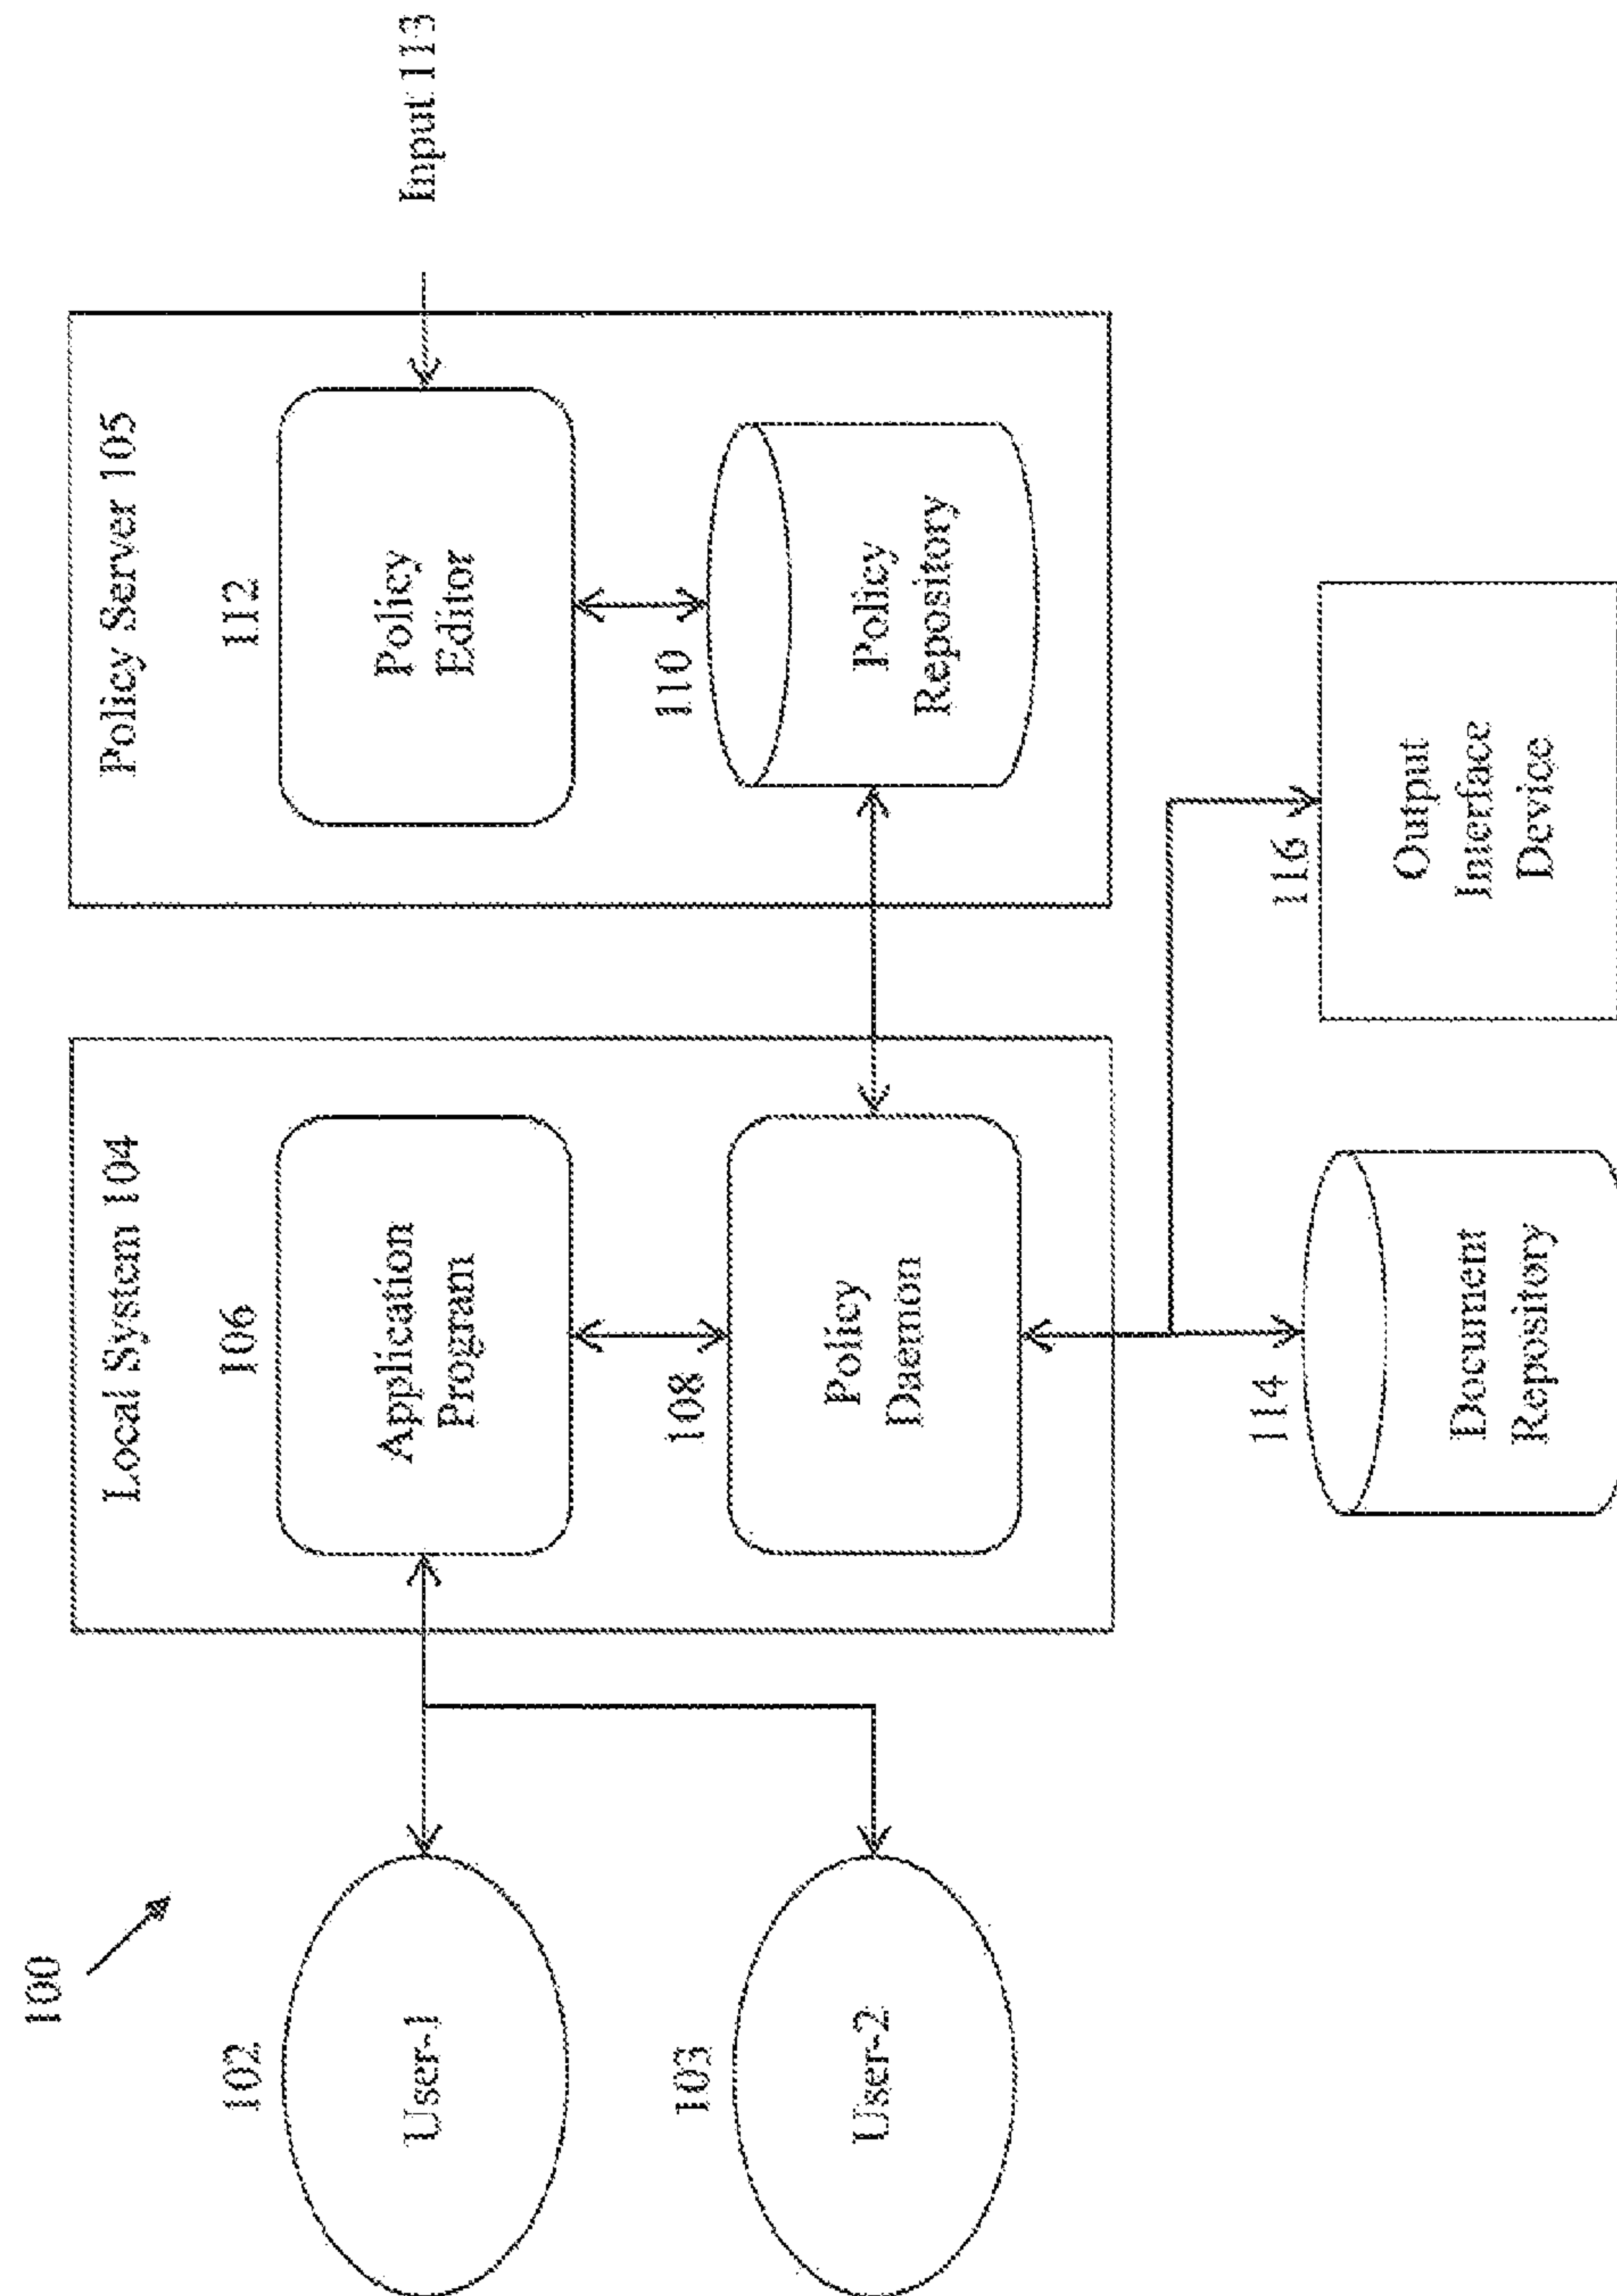 100
102
User-1
103
User-2
Local System 104
106
Application
Program
108
Policy
Daemon
Policy Server 105
112
Policy
Editor
110
Policy
Repository
Input 113
114
Document
Repository
116
Output
Interface
Device